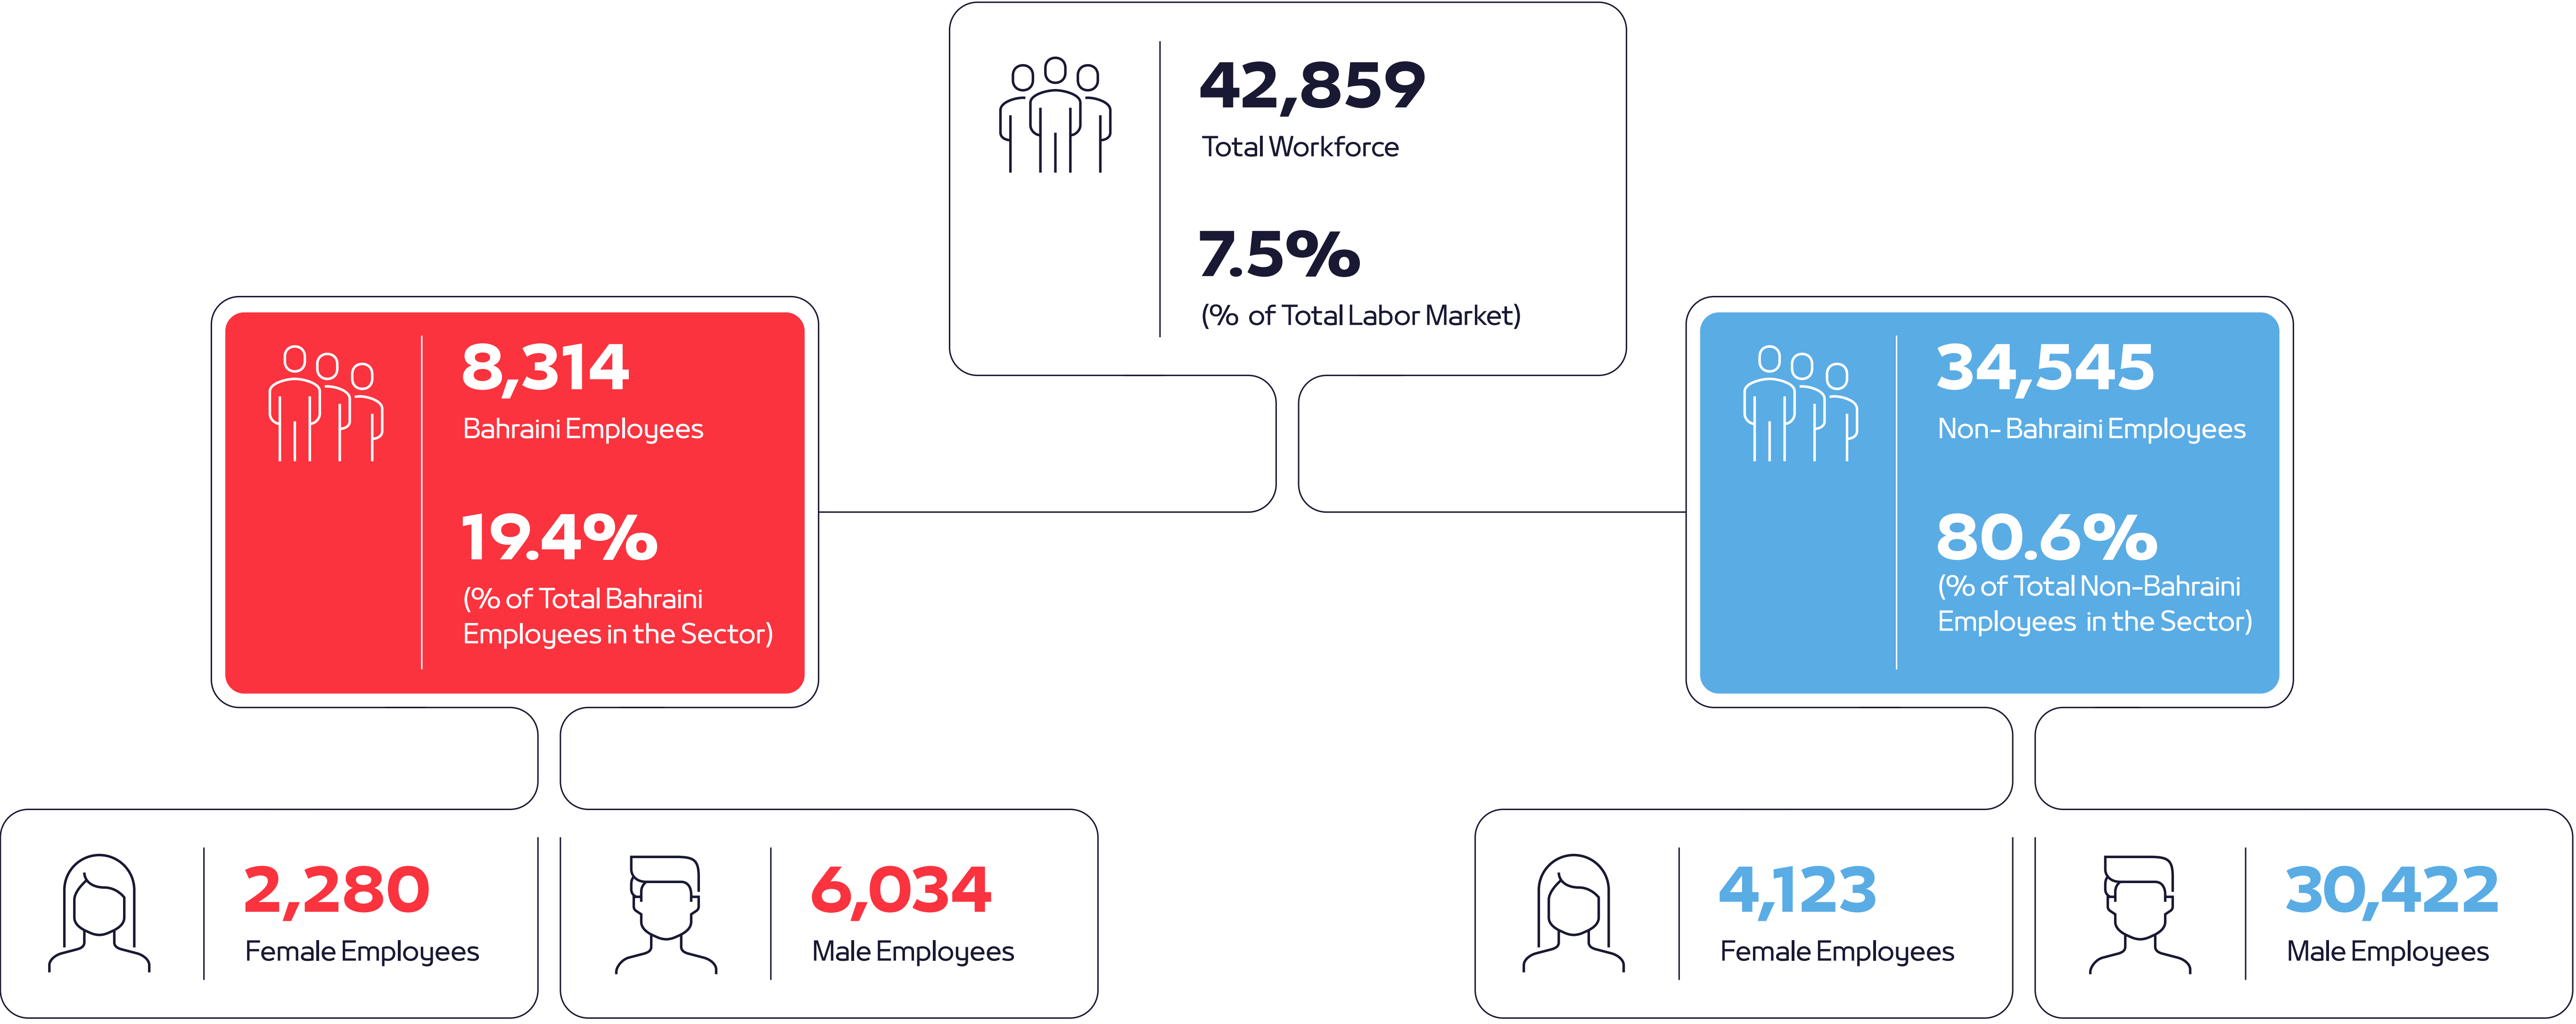 42,859
Total Workforce
7.5%
(% of Total Labor Market)
8,314
Bahraini Employees
19.4%
(% of Total Bahraini
Employees in the Sector)
34,545
Non- Bahraini Employees
80.6%
(% of Total Non-Bahraini
Employees in the Sector)
2,280
Female Employees
6,034
Male Employees
4,123
Female Employees
30,422
Male Employees